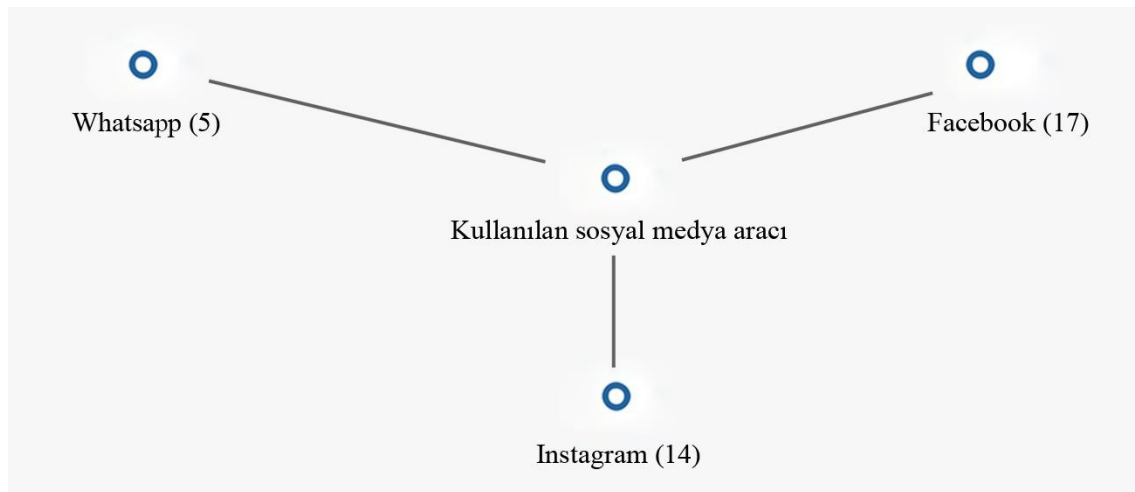 Whatsapp (5)
Facebook (17)
Kullanılan sosyal medya aracı
Instagram (14)